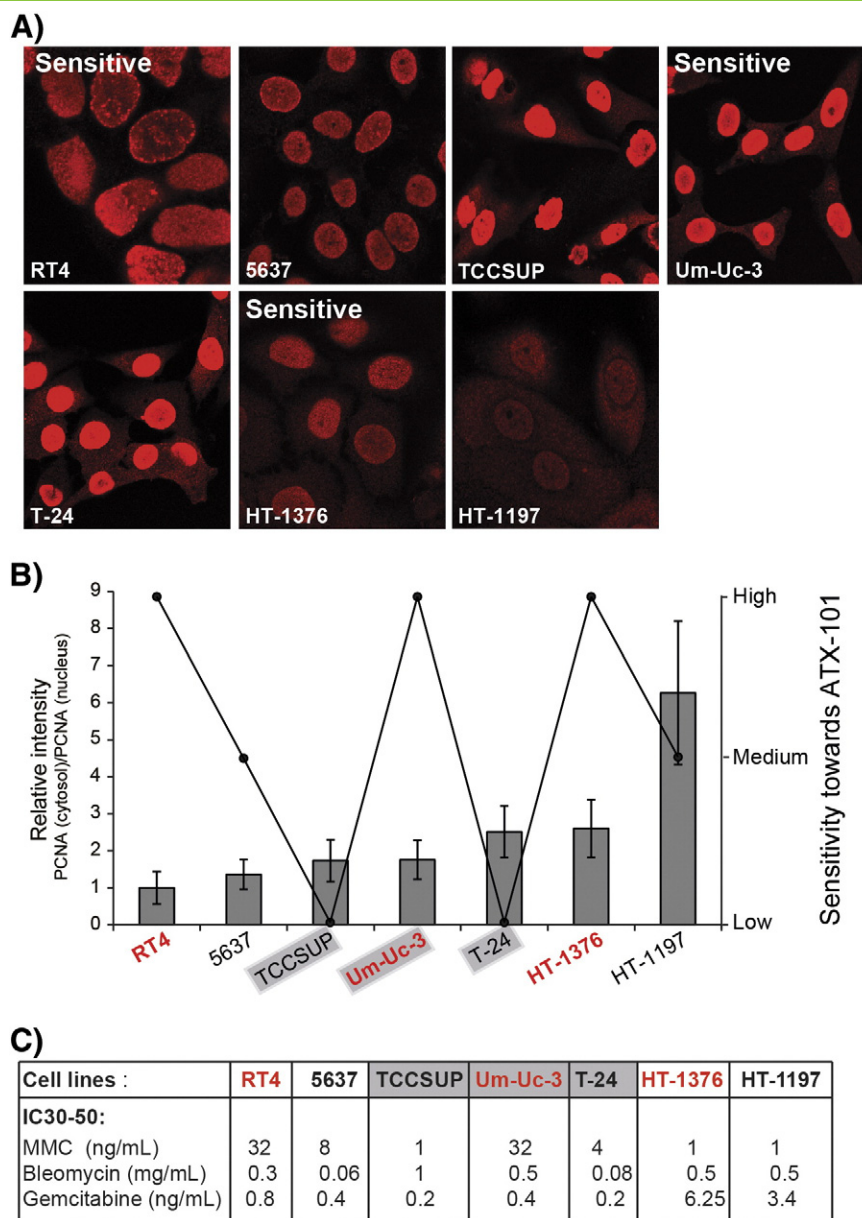 A)
Sensitive
Sensitive
RT4
5637
TCCSUP
Um-Uc-3
Sensitive
T-24
HT-1376
HT-1197
B)
Relative intensity
PCNA (cytosol)/PCNA (nucleus)
9
8
7
6
5
4
3
2
1
0
High
Medium
Low
Sensitivity towards ATX-101
RT4
5637
TCCSUP
Um-Uc-3
T-24
HT-1376
HT-1197
C)
Cell lines : RT4 5637 TCCSUP Um-Uc-3 T-24 HT-1376 HT-1197
IC30-50:
MMC (ng/mL) 32 8 1 32 4 1 1
Bleomycin (mg/mL) 0.3 0.06 1 0.5 0.08 0.5 0.5
Gemcitabine (ng/mL) 0.8 0.4 0.2 0.4 0.2 6.25 3.4